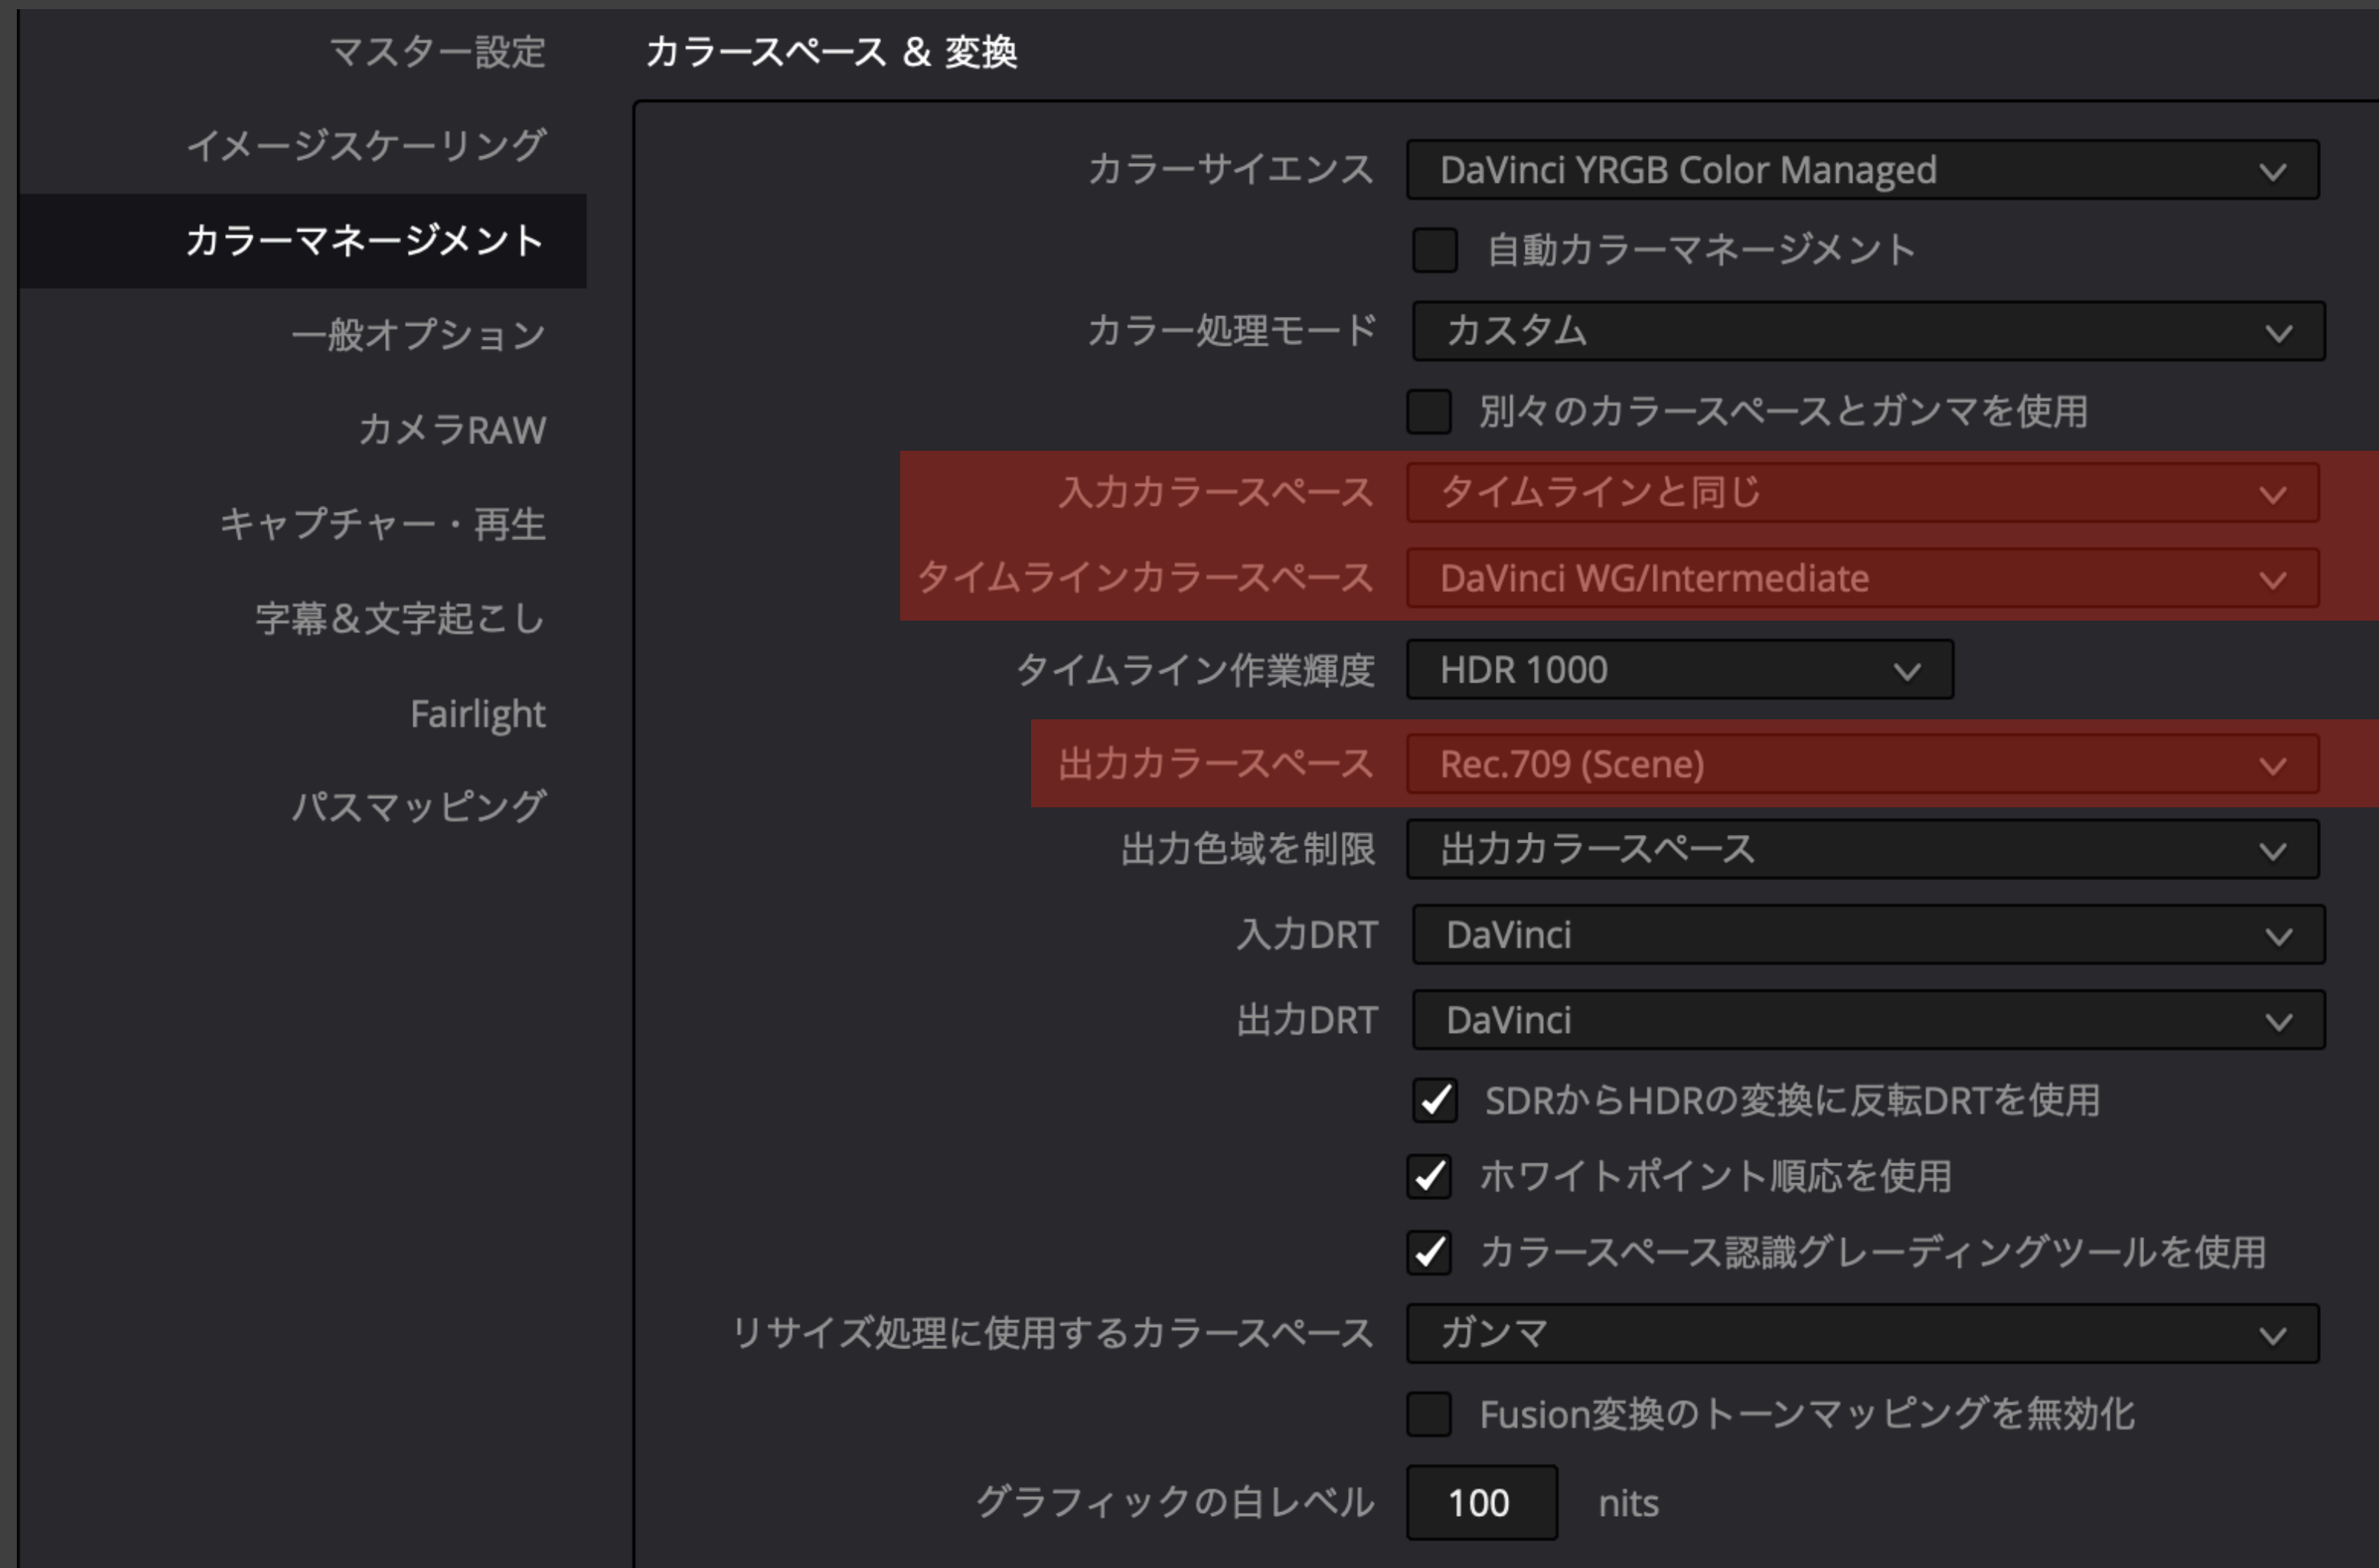 マスター設定
イメージスケーリング
カラーマネージメント
一般オプション
カメラRAW
キャプチャー・再生
字幕＆文字起こし
Fairlight
パスマッピング
カラースペース & 変換
カラーサイエンス DaVinci YRGB Color Managed
自動カラーマネージメント
カラー処理モード カスタム
別々のカラースペースとガンマを使用
入力カラースペース タイムラインと同じ
タイムラインカラースペース DaVinci WG/Intermediate
タイムライン作業輝度 HDR 1000
出力カラースペース Rec.709 (Scene)
出力色域を制限 出力カラースペース
入力DRT DaVinci
出力DRT DaVinci
SDRからHDRの変換に反転DRTを使用
ホワイトポイント順応を使用
カラースペース認識グレーディングツールを使用
リサイズ処理に使用するカラースペース ガンマ
Fusion変換のトーンマッピングを無効化
グラフィックの白レベル 100 nits